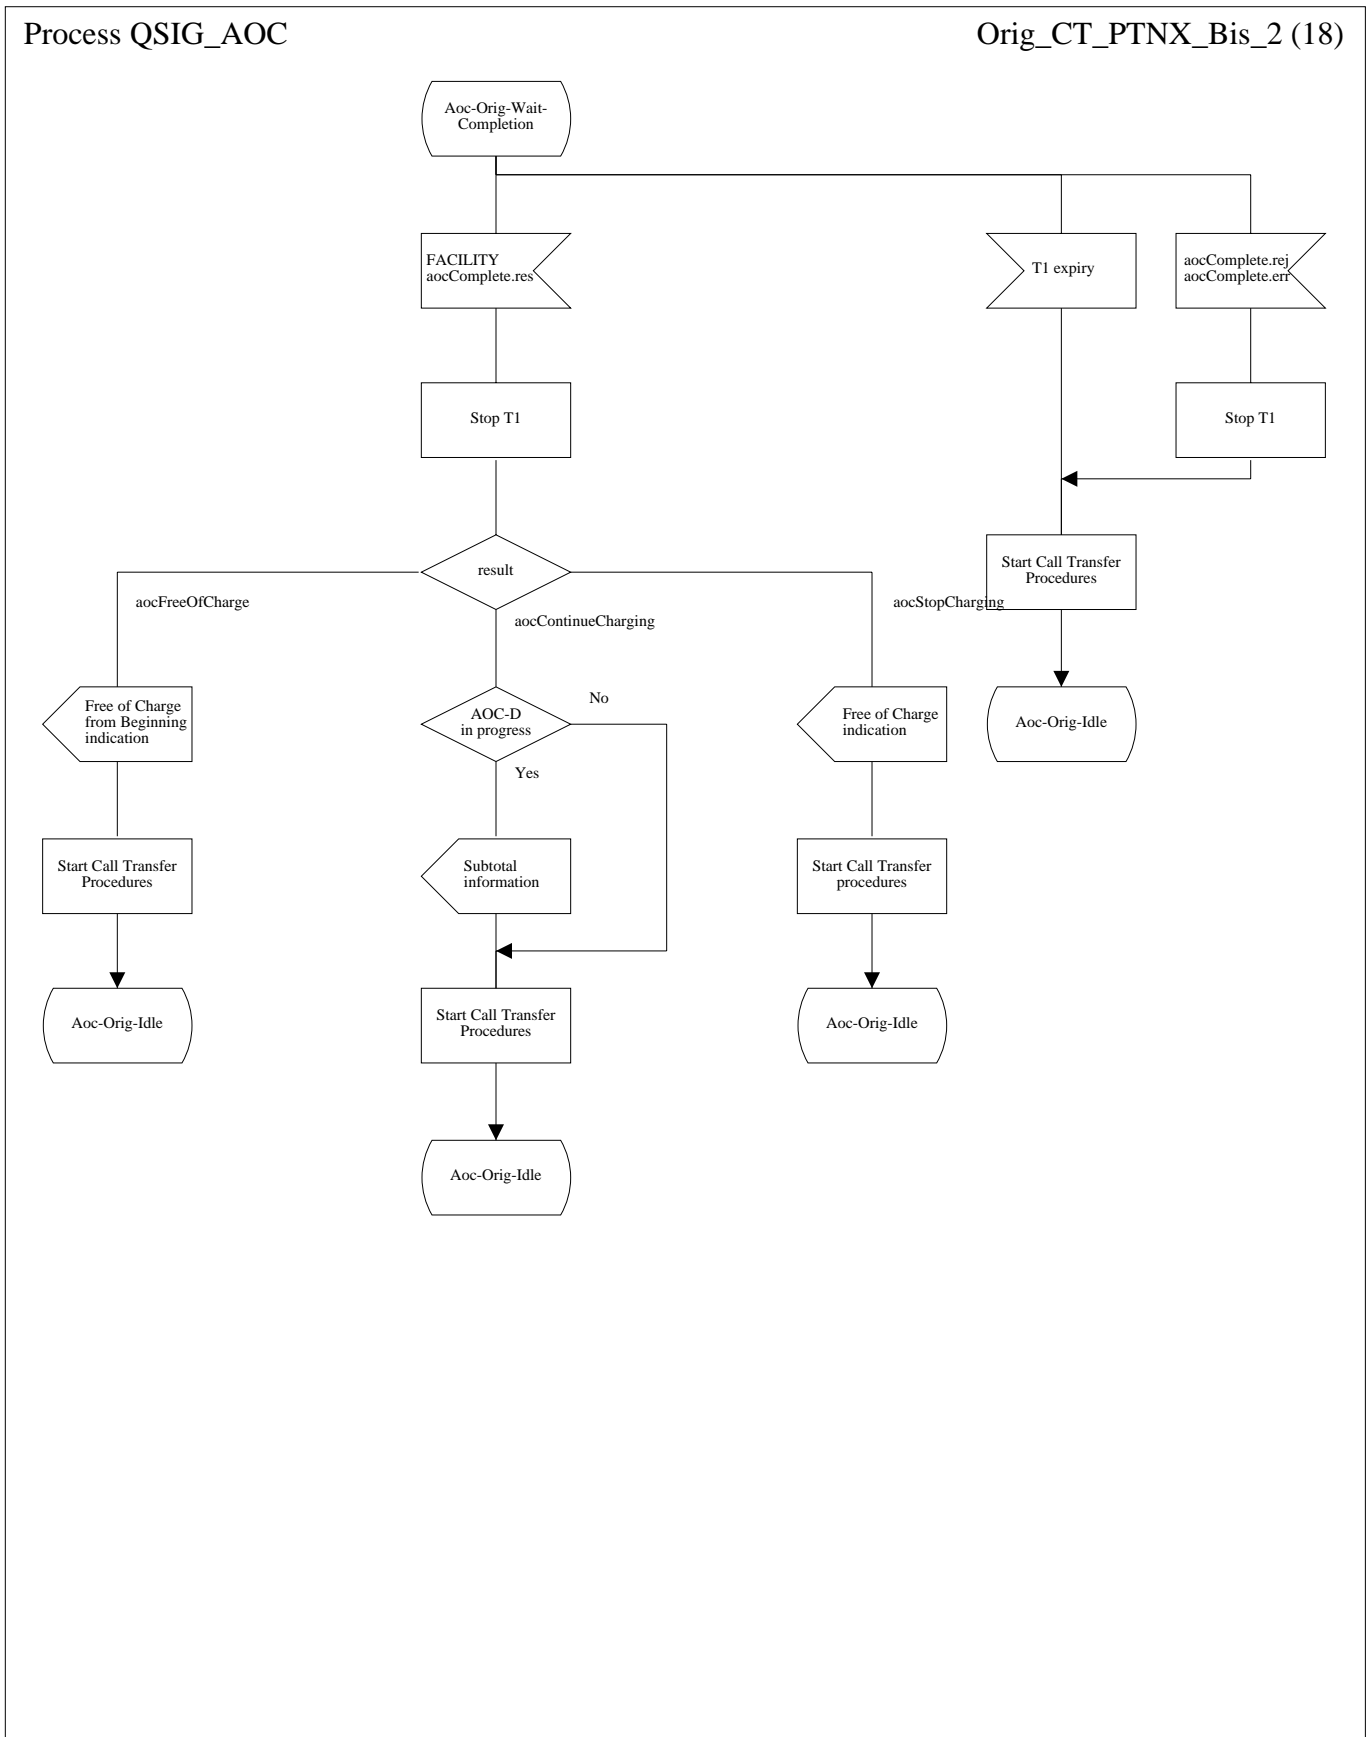 Process QSIG_AOC
Orig_CT_PTNX_Bis_2 (18)
Aoc-Orig-Wait-
Completion
FACILITY
aocComplete.res
T1 expiry
aocComplete.rej
aocComplete.err
Stop T1
Stop T1
result
Start Call Transfer
Procedures
aocFreeOfCharge
aocContinueCharging
aocStopCharging
Free of Charge
from Beginning
indication
AOC-D
in progress
No
Yes
Free of Charge
indication
Aoc-Orig-Idle
Start Call Transfer
Procedures
Subtotal
information
Start Call Transfer
procedures
Aoc-Orig-Idle
Start Call Transfer
Procedures
Aoc-Orig-Idle
Aoc-Orig-Idle